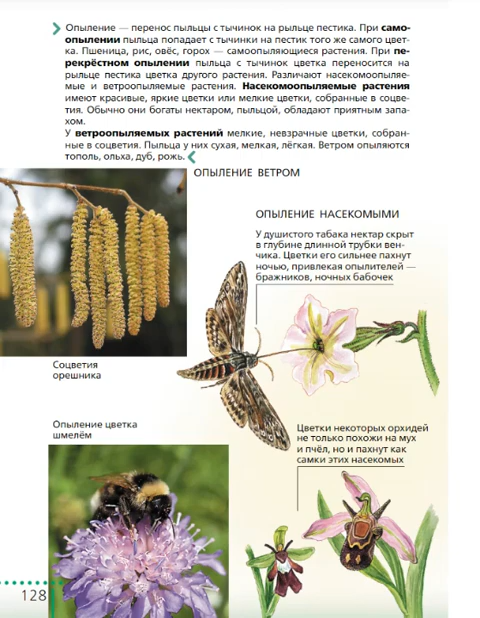 Опыление — перенос пыльцы с тычинок на рыльце пестика. При само-
опылении пыльца попадает с тычинки на пестик того же самого цвет-
ка. Пшеница, рис, овёс, горох — самоопыляющиеся растения. При пе-
рекрёстном опылении пыльца с тычинок цветка переносится на
рыльце пестика цветка другого растения. Различают насекомоопыляе-
мые и ветроопыляемые растения. Насекомоопыляемые растения
имеют красивые, яркие цветки или мелкие цветки, собранные в соцве-
тия. Обычно они богаты нектаром, пыльцой, обладают приятным запа-
хом.
У ветроопыляемых растений мелкие, невзрачные цветки, собран-
ные в соцветия. Пыльца у них сухая, мелкая, лёгкая. Ветром опыляются
тополь, ольха, дуб, рожь.
ОПЫЛЕНИЕ ВЕТРОМ
ОПЫЛЕНИЕ НАСЕКОМЫМИ
У душистого табака нектар скрыт
в глубине длинной трубки вен-
чика. Цветки его сильнее пахнут
ночью, привлекая опылителей —
бражников, ночных бабочек
Соцветия
орешника
Опыление цветка
шмелём
Цветки некоторых орхидей
не только похожи на мух
и пчёл, но и пахнут как
самки этих насекомых
128